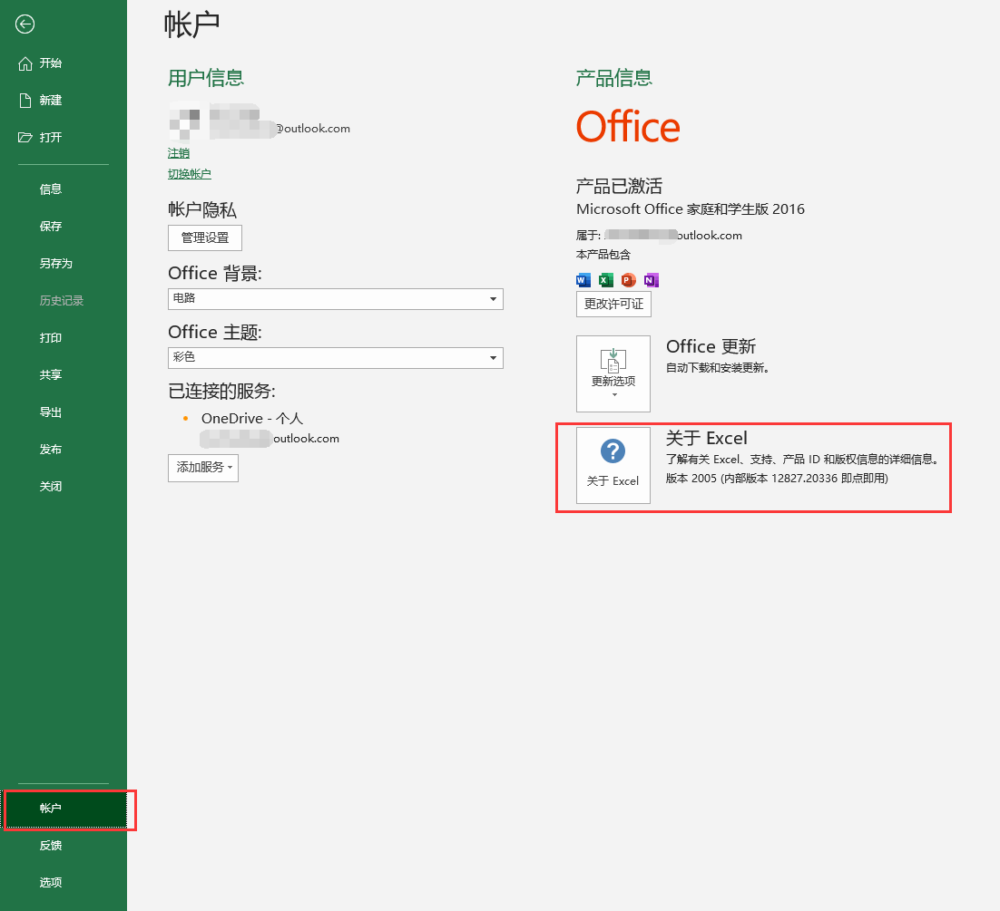 帐户
开始
新建
打开
信息
保存
另存为
历史记录
打印
共享
导出
发布
关闭
帐户
反馈
选项
用户信息
@outlook.com
注销
切换帐户
帐户隐私
管理设置
Office 背景:
电路
Office 主题:
彩色
已连接的服务:
OneDrive - 个人
outlook.com
添加服务
产品信息
Office
产品已激活
Microsoft Office 家庭和学生版 2016
属于:
outlook.com
本产品包含
W X P N
更改许可证
更新选项
Office 更新
自动下载和安装更新。
?
关于 Excel
关于 Excel
了解有关 Excel、支持、产品 ID 和版权信息的详细信息。
版本 2005 (内部版本 12827.20336 即点即用)